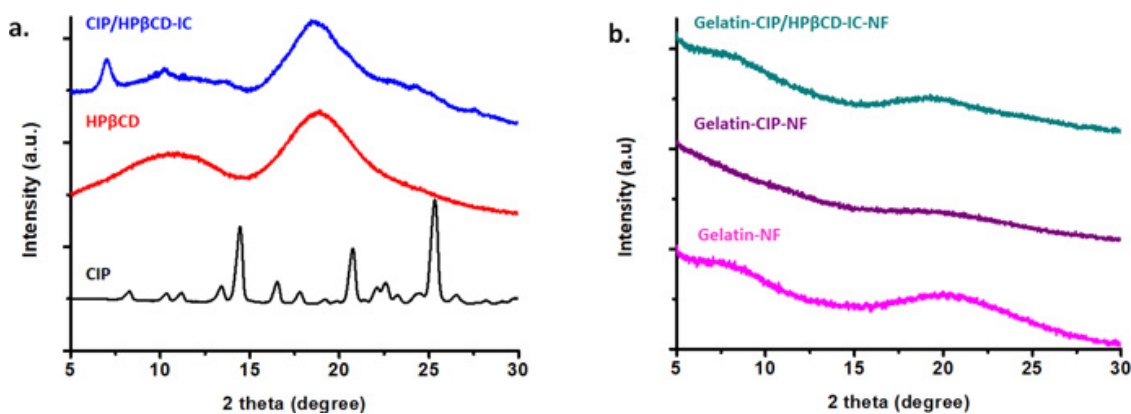 a.
CIP/HPβCD-IC
HPβCD
CIP
Intensity (a.u.)
5 10 15 20 25 30
2 theta (degree)
b.
Gelatin-CIP/HPβCD-IC-NF
Gelatin-CIP-NF
Gelatin-NF
Intensity (a.u)
5 10 15 20 25 30
2 theta (degree)